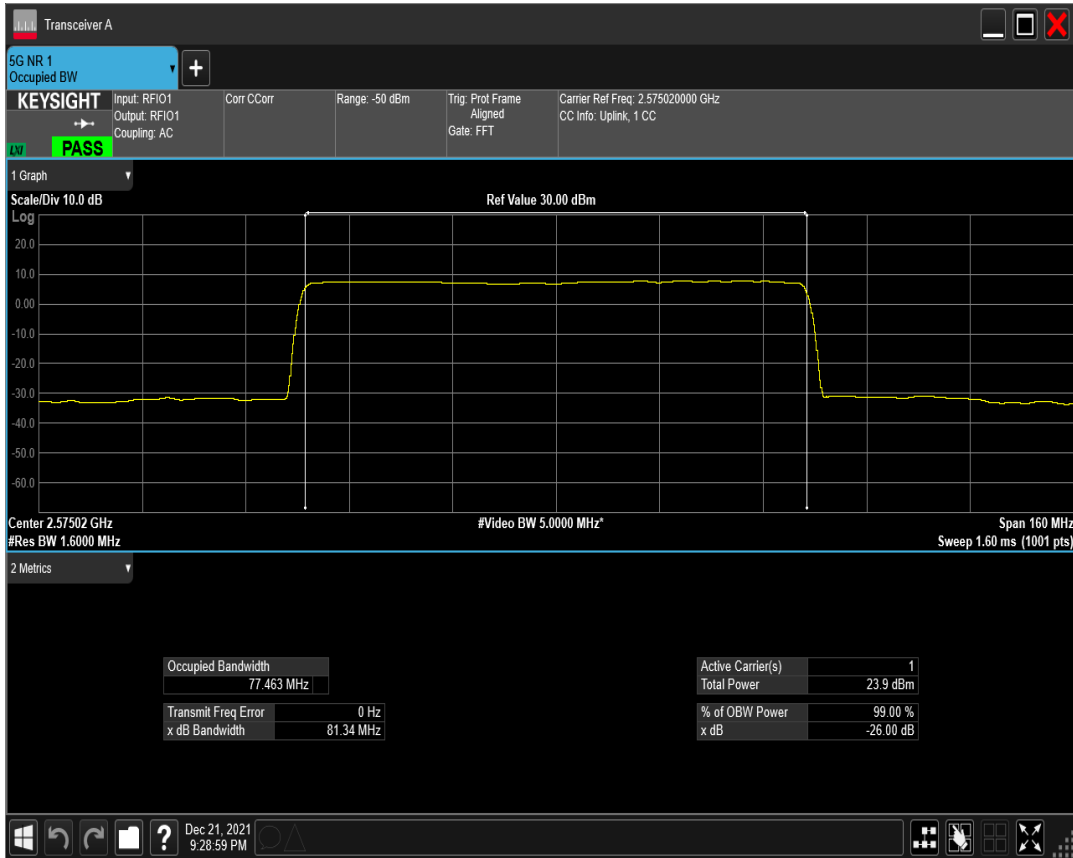 Transceiver A
5G NR 1
Occupied BW
KEYSIGHT
LXI
PASS
Input: RFIO1
Output: RFIO1
Coupling: AC
Corr CCorr
Range: -50 dBm
Trig: Prot Frame
Aligned
Gate: FFT
Carrier Ref Freq: 2.575020000 GHz
CC Info: Uplink, 1 CC
1 Graph
Scale/Div 10.0 dB
Ref Value 30.00 dBm
Log
20.0
10.0
0.00
-10.0
-20.0
-30.0
-40.0
-50.0
-60.0
Center 2.57502 GHz
#Video BW 5.0000 MHz*
Span 160 MHz
#Res BW 1.6000 MHz
Sweep 1.60 ms (1001 pts)
2 Metrics
Occupied Bandwidth
77.463 MHz
Transmit Freq Error 0 Hz
x dB Bandwidth 81.34 MHz
Active Carrier(s) 1
Total Power 23.9 dBm
% of OBW Power 99.00 %
x dB -26.00 dB
?
Dec 21, 2021
9:28:59 PM